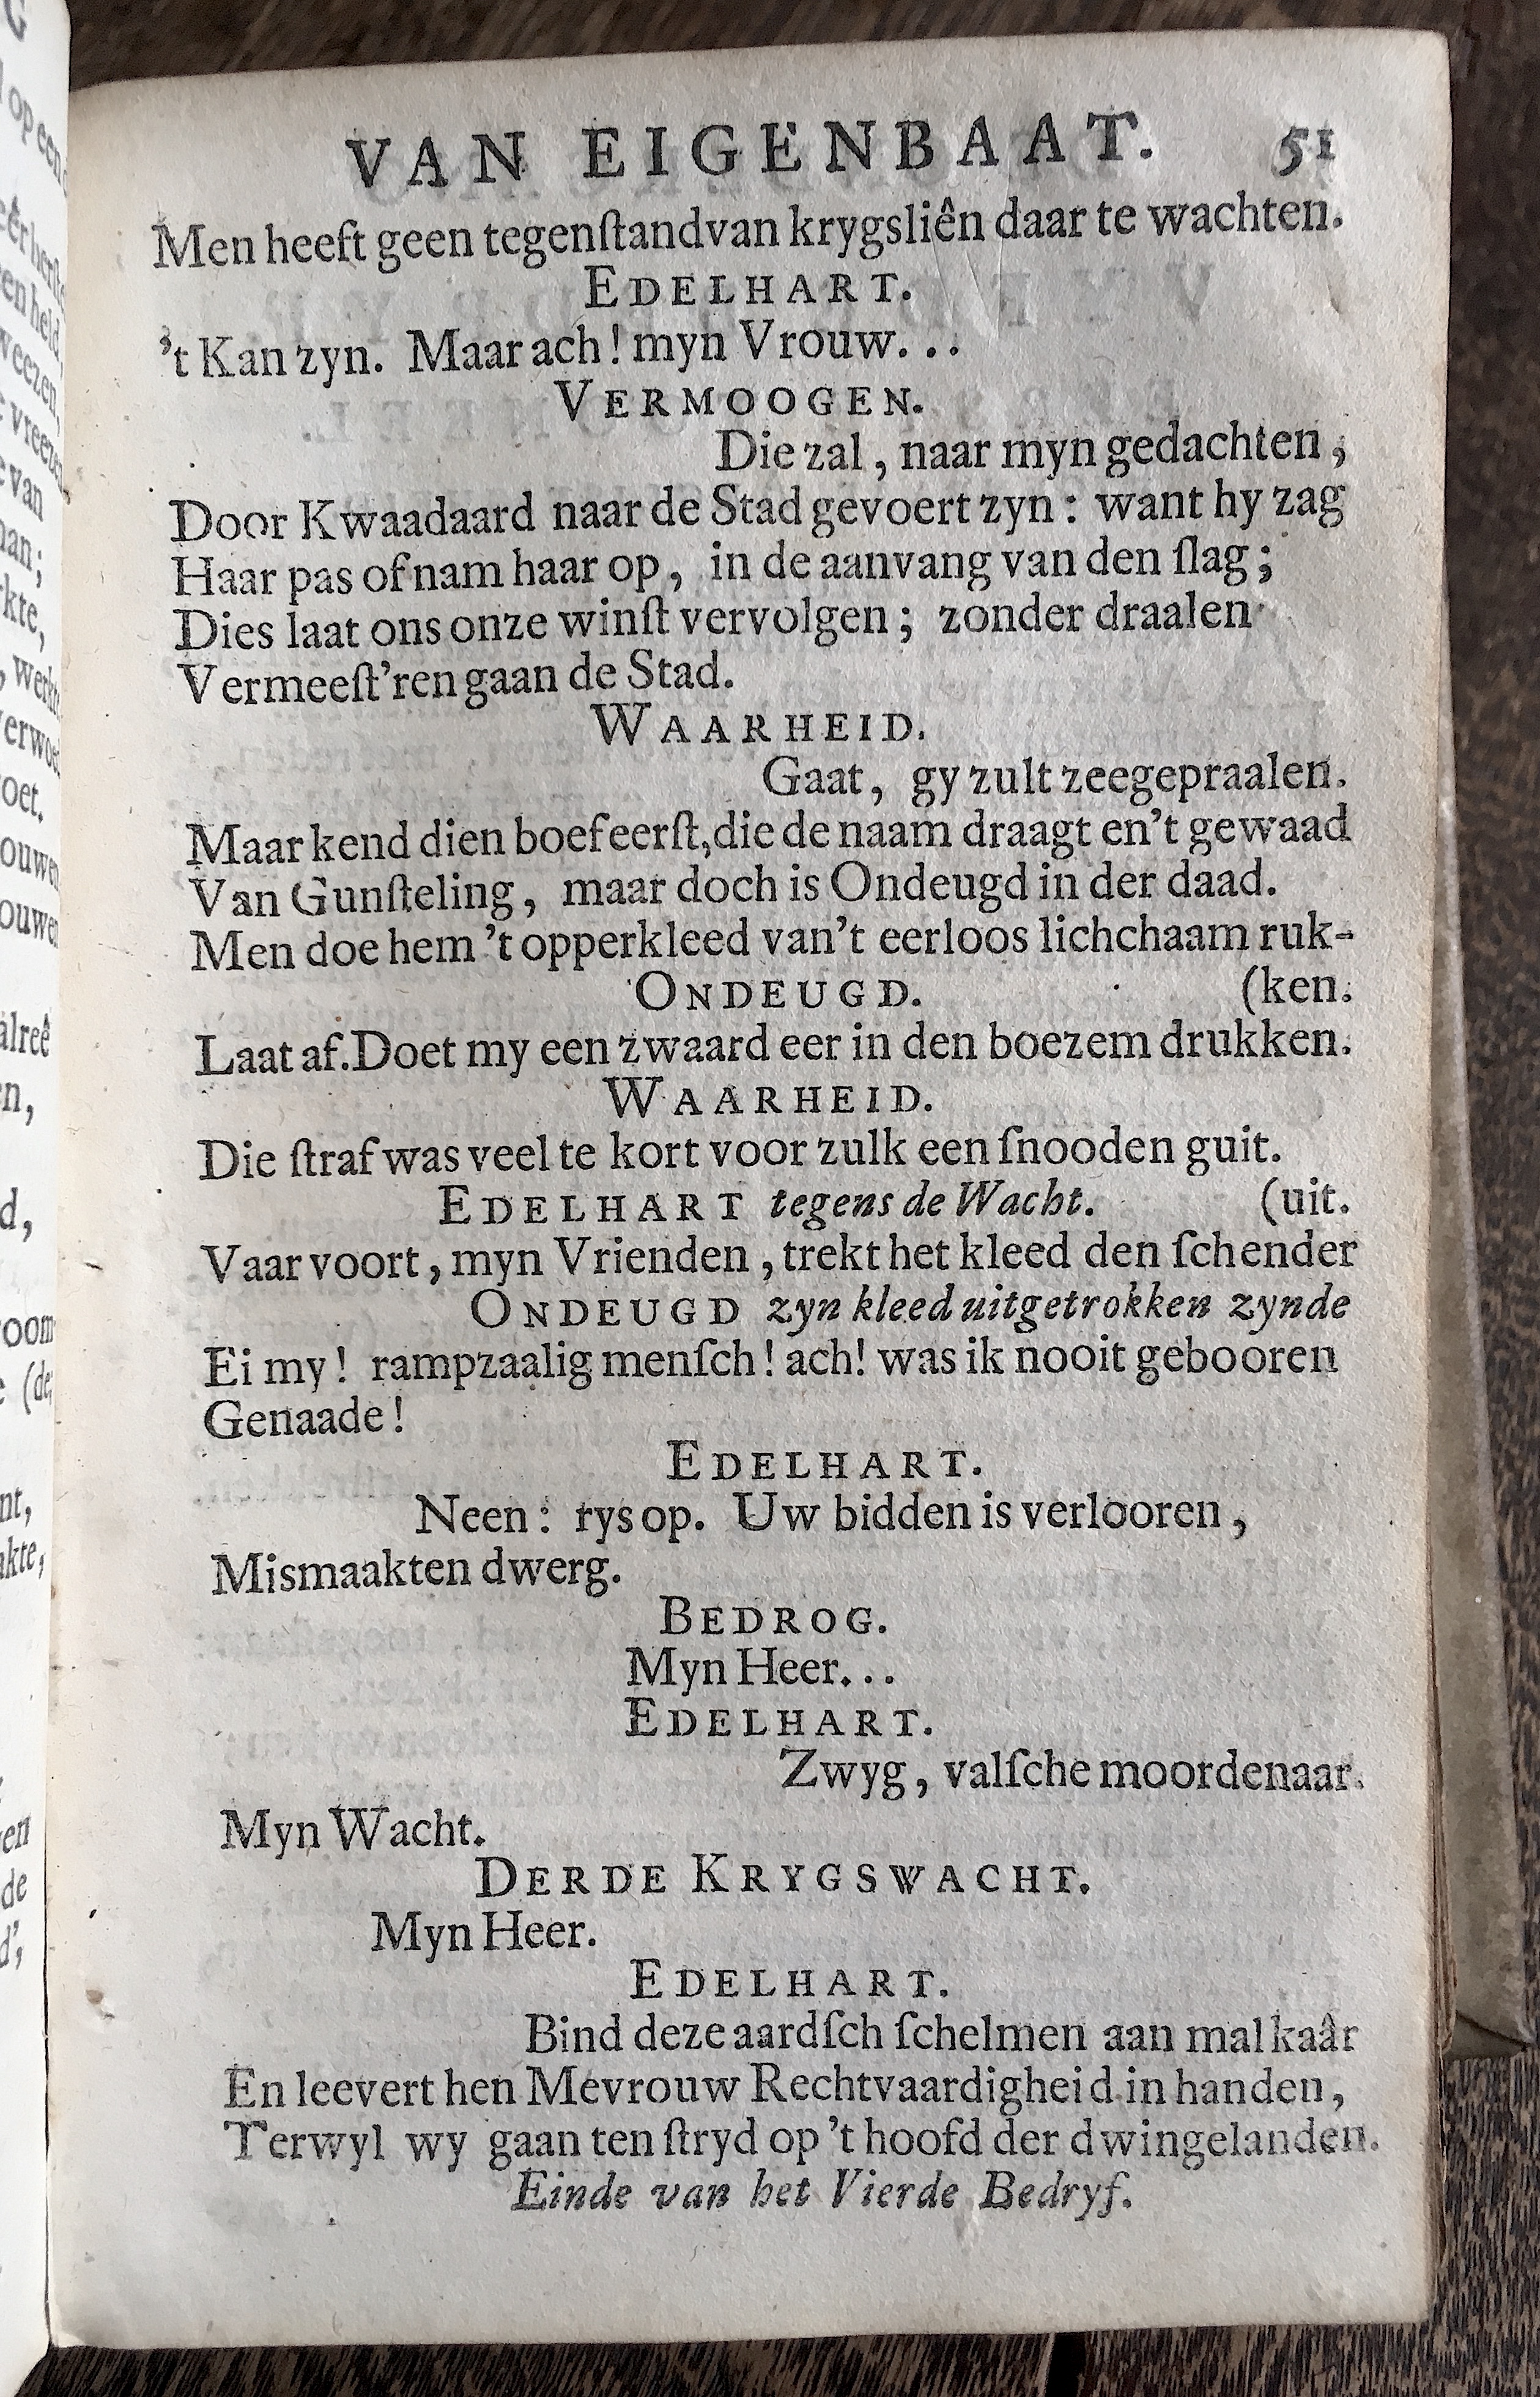 VAN EIGENBAAT. 51
Men heeft geen tegenſtandvan krygsliên daar te wachten.
EDELHART.
't Kan zyn. Maar ach! myn Vrouw...
VERMOOGEN.
Die zal, naar myn gedachten,
Door Kwaadaard naar de Stad gevoert zyn: want hy zag
Haar pas of nam haar op, in de aanvang van den ſlag;
Dies laat ons onze winſt vervolgen; zonder draalen
Vermeeſt'ren gaan de Stad.
WAARHEID.
Gaat, gy zult zeegepraalen.
Maar kend dien boef eerſt, die de naam draagt en't gewaad
Van Gunſteling, maar doch is Ondeugd in der daad.
Men doe hem 't opperkleed van't eerloos lichchaam ruk-
ONDEUGD. (ken.
Laat af. Doet my een zwaard eer in den boezem drukken.
WAARHEID.
Die ſtraf was veel te kort voor zulk een ſnooden guit.
EDELHART tegens de Wacht. (uit.
Vaar voort, myn Vrienden, trekt het kleed den ſchender
ONDEUGD zyn kleed uitgetrokken zynde
Ei my! rampzaalig menſch! ach! was ik nooit gebooren
Genaade!
EDELHART.
Neen: rys op. Uw bidden is verlooren,
Mismaakten dwerg.
BEDROG.
Myn Heer...
EDELHART.
Zwyg, valſche moordenaar.
Myn Wacht.
DERDE KRYGSWACHT.
Myn Heer.
EDELHART.
Bind deze aardſch ſchelmen aan malkaâr
En leevert hen Mevrouw Rechtvaardigheid in handen,
Terwyl wy gaan ten ſtryd op 't hoofd der dwingelanden.
Einde van het Vierde Bedryf.